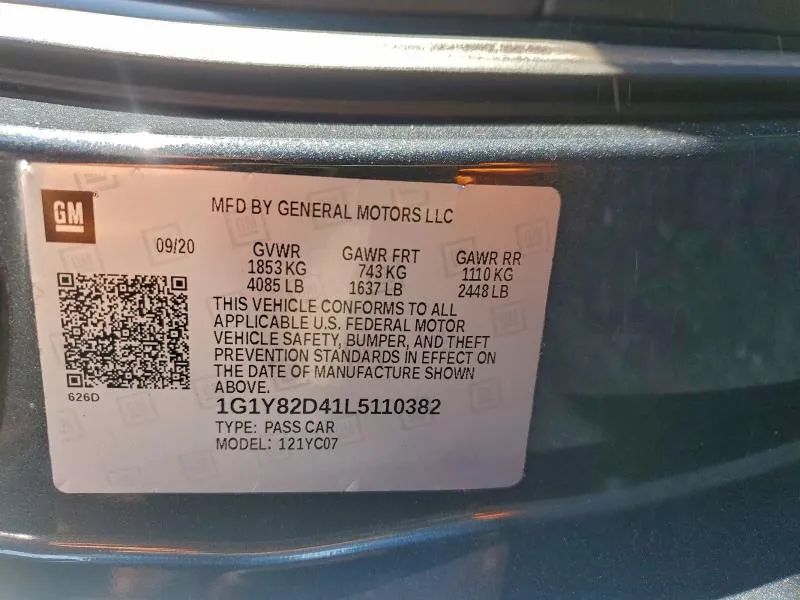 GM
MFD BY GENERAL MOTORS LLC
09/20
GVWR GAWR FRT GAWR RR
1853 KG 743 KG 1110 KG
4085 LB 1637 LB 2448 LB
THIS VEHICLE CONFORMS TO ALL
APPLICABLE U.S. FEDERAL MOTOR
VEHICLE SAFETY, BUMPER, AND THEFT
PREVENTION STANDARDS IN EFFECT ON
THE DATE OF MANUFACTURE SHOWN
ABOVE.
626D
1G1Y82D41L5110382
TYPE: PASS CAR
MODEL: 121YC07